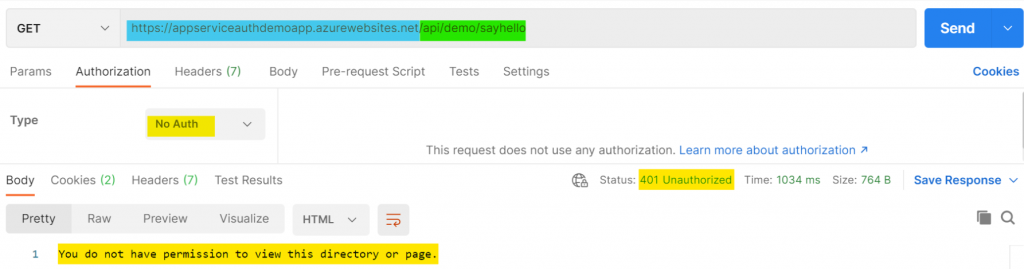 GET https://appserviceauthdemoapp.azurewebsites.net/api/demo/sayhello Send
Params Authorization Headers (7) Body Pre-request Script Tests Settings Cookies
Type No Auth
This request does not use any authorization. Learn more about authorization ↗
Body Cookies (2) Headers (7) Test Results Status: 401 Unauthorized Time: 1034 ms Size: 764 B Save Response
Pretty Raw Preview Visualize HTML
1 You do not have permission to view this directory or page.